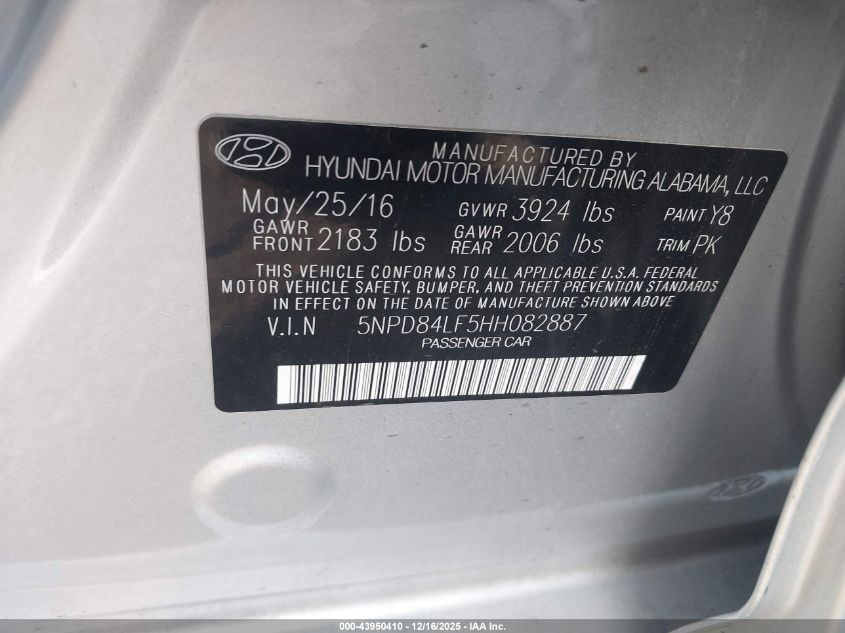 MANUFACTURED BY
HYUNDAI MOTOR MANUFACTURING ALABAMA, LLC
May/25/16 GVWR 3924 lbs PAINT Y8
GAWR FRONT 2183 lbs GAWR REAR 2006 lbs TRIM PK
THIS VEHICLE CONFORMS TO ALL APPLICABLE U.S.A. FEDERAL
MOTOR VEHICLE SAFETY, BUMPER, AND THEFT PREVENTION STANDARDS
IN EFFECT ON THE DATE OF MANUFACTURE SHOWN ABOVE
V.I.N 5NPD84LF5HH082887
PASSENGER CAR
000-43950410 - 12/16/2025 - IAA Inc.